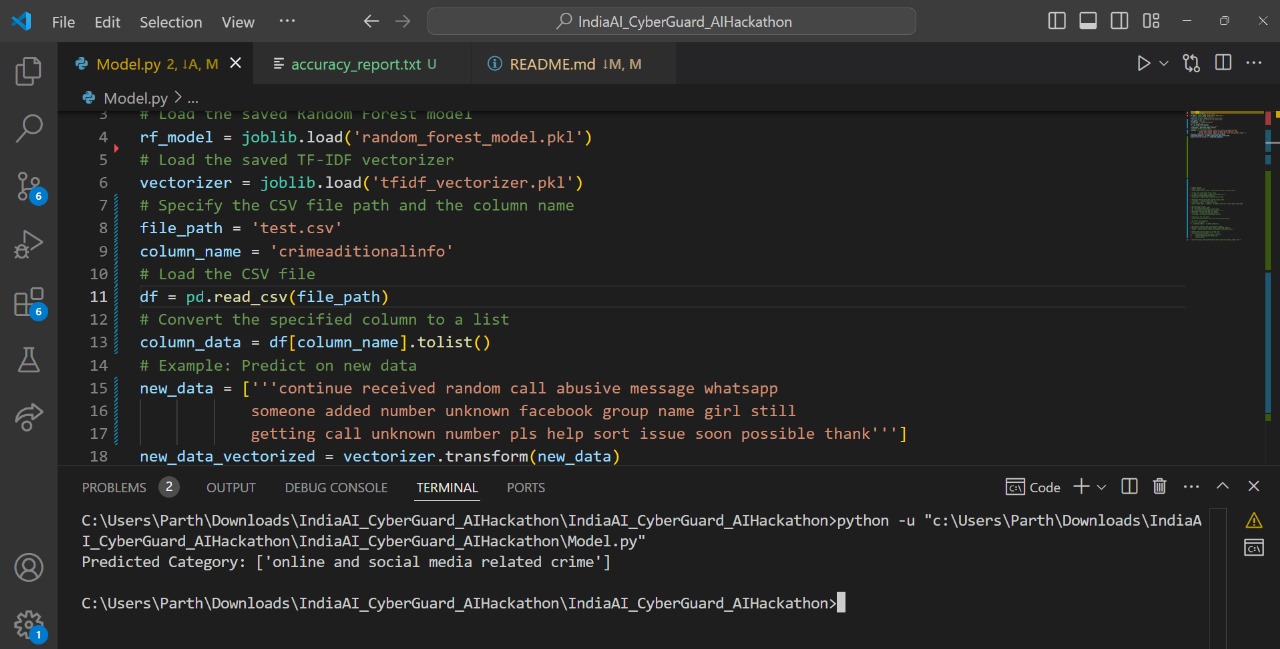 File Edit Selection View ··· IndiaAI_CyberGuard_AIHackathon
Model.py 2, ↓A, M accuracy_report.txt U README.md ↓M, M
Model.py > ...
3 # Load the saved Random Forest model
4 rf_model = joblib.load('random_forest_model.pkl')
5 # Load the saved TF-IDF vectorizer
6 vectorizer = joblib.load('tfidf_vectorizer.pkl')
7 # Specify the CSV file path and the column name
8 file_path = 'test.csv'
9 column_name = 'crimeaditionalinfo'
10 # Load the CSV file
11 df = pd.read_csv(file_path)
12 # Convert the specified column to a list
13 column_data = df[column_name].tolist()
14 # Example: Predict on new data
15 new_data = ['''continue received random call abusive message whatsapp
16 someone added number unknown facebook group name girl still
17 getting call unknown number pls help sort issue soon possible thank''']
18 new_data_vectorized = vectorizer.transform(new_data)
6
6
1
PROBLEMS 2 OUTPUT DEBUG CONSOLE TERMINAL PORTS Code
C:\Users\Parth\Downloads\IndiaAI_CyberGuard_AIHackathon\IndiaAI_CyberGuard_AIHackathon>python -u "c:\Users\Parth\Downloads\IndiaA
I_CyberGuard_AIHackathon\IndiaAI_CyberGuard_AIHackathon\Model.py"
Predicted Category: ['online and social media related crime']
C:\Users\Parth\Downloads\IndiaAI_CyberGuard_AIHackathon\IndiaAI_CyberGuard_AIHackathon>